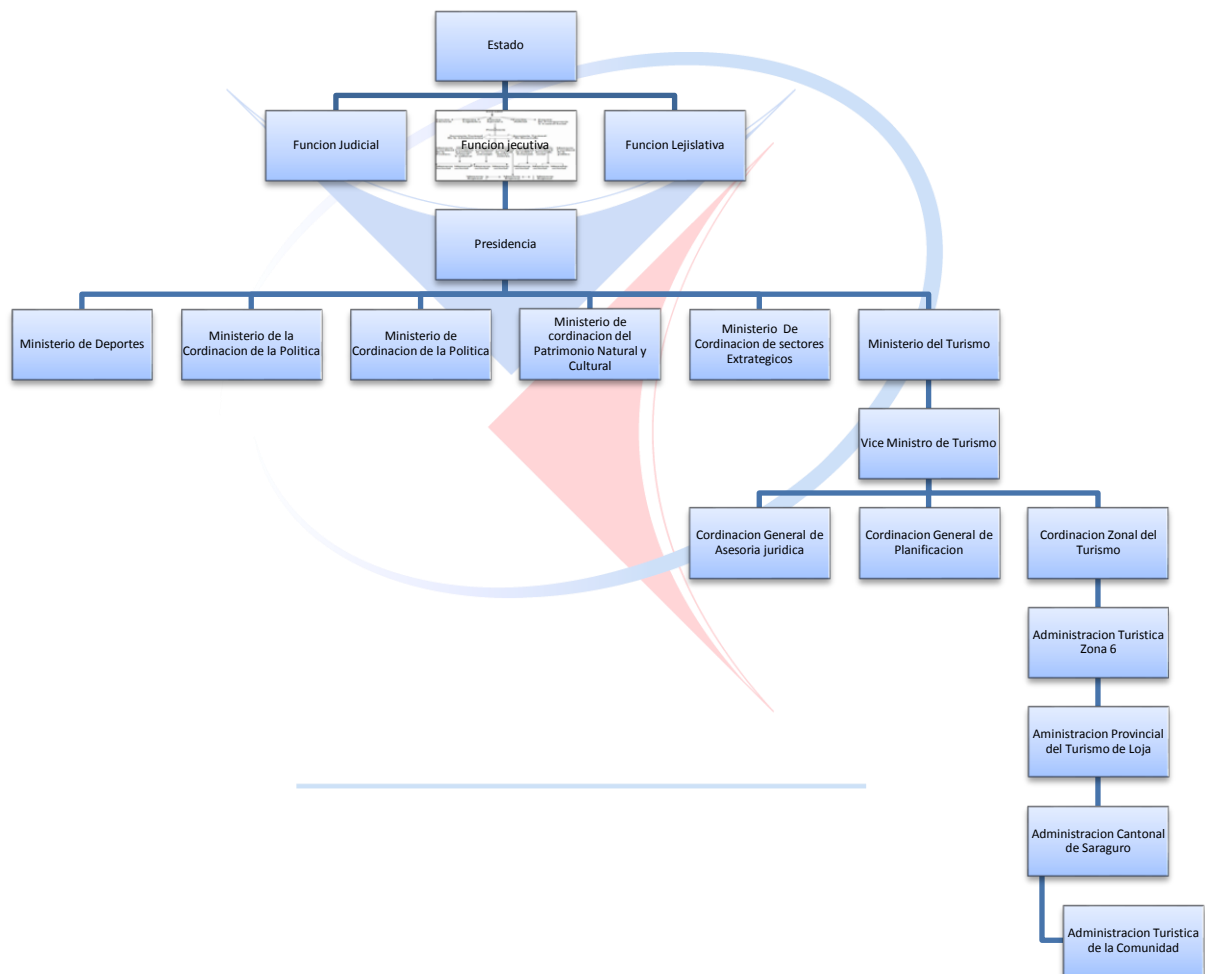 Estado
Funcion Judicial
Funcion jecutiva
Funcion Lejislativa
Presidencia
Ministerio de Deportes
Ministerio de la
Cordinacion de la Politica
Ministerio de
Cordinacion de la Politica
Ministerio de
cordinacion del
Patrimonio Natural y
Cultural
Ministerio De
Cordinacion de sectores
Extrategicos
Ministerio del Turismo
Vice Ministro de Turismo
Cordinacion General de
Asesoria juridica
Cordinacion General de
Planificacion
Cordinacion Zonal del
Turismo
Administracion Turistica
Zona 6
Aministracion Provincial
del Turismo de Loja
Administracion Cantonal
de Saraguro
Administracion Turistica
de la Comunidad